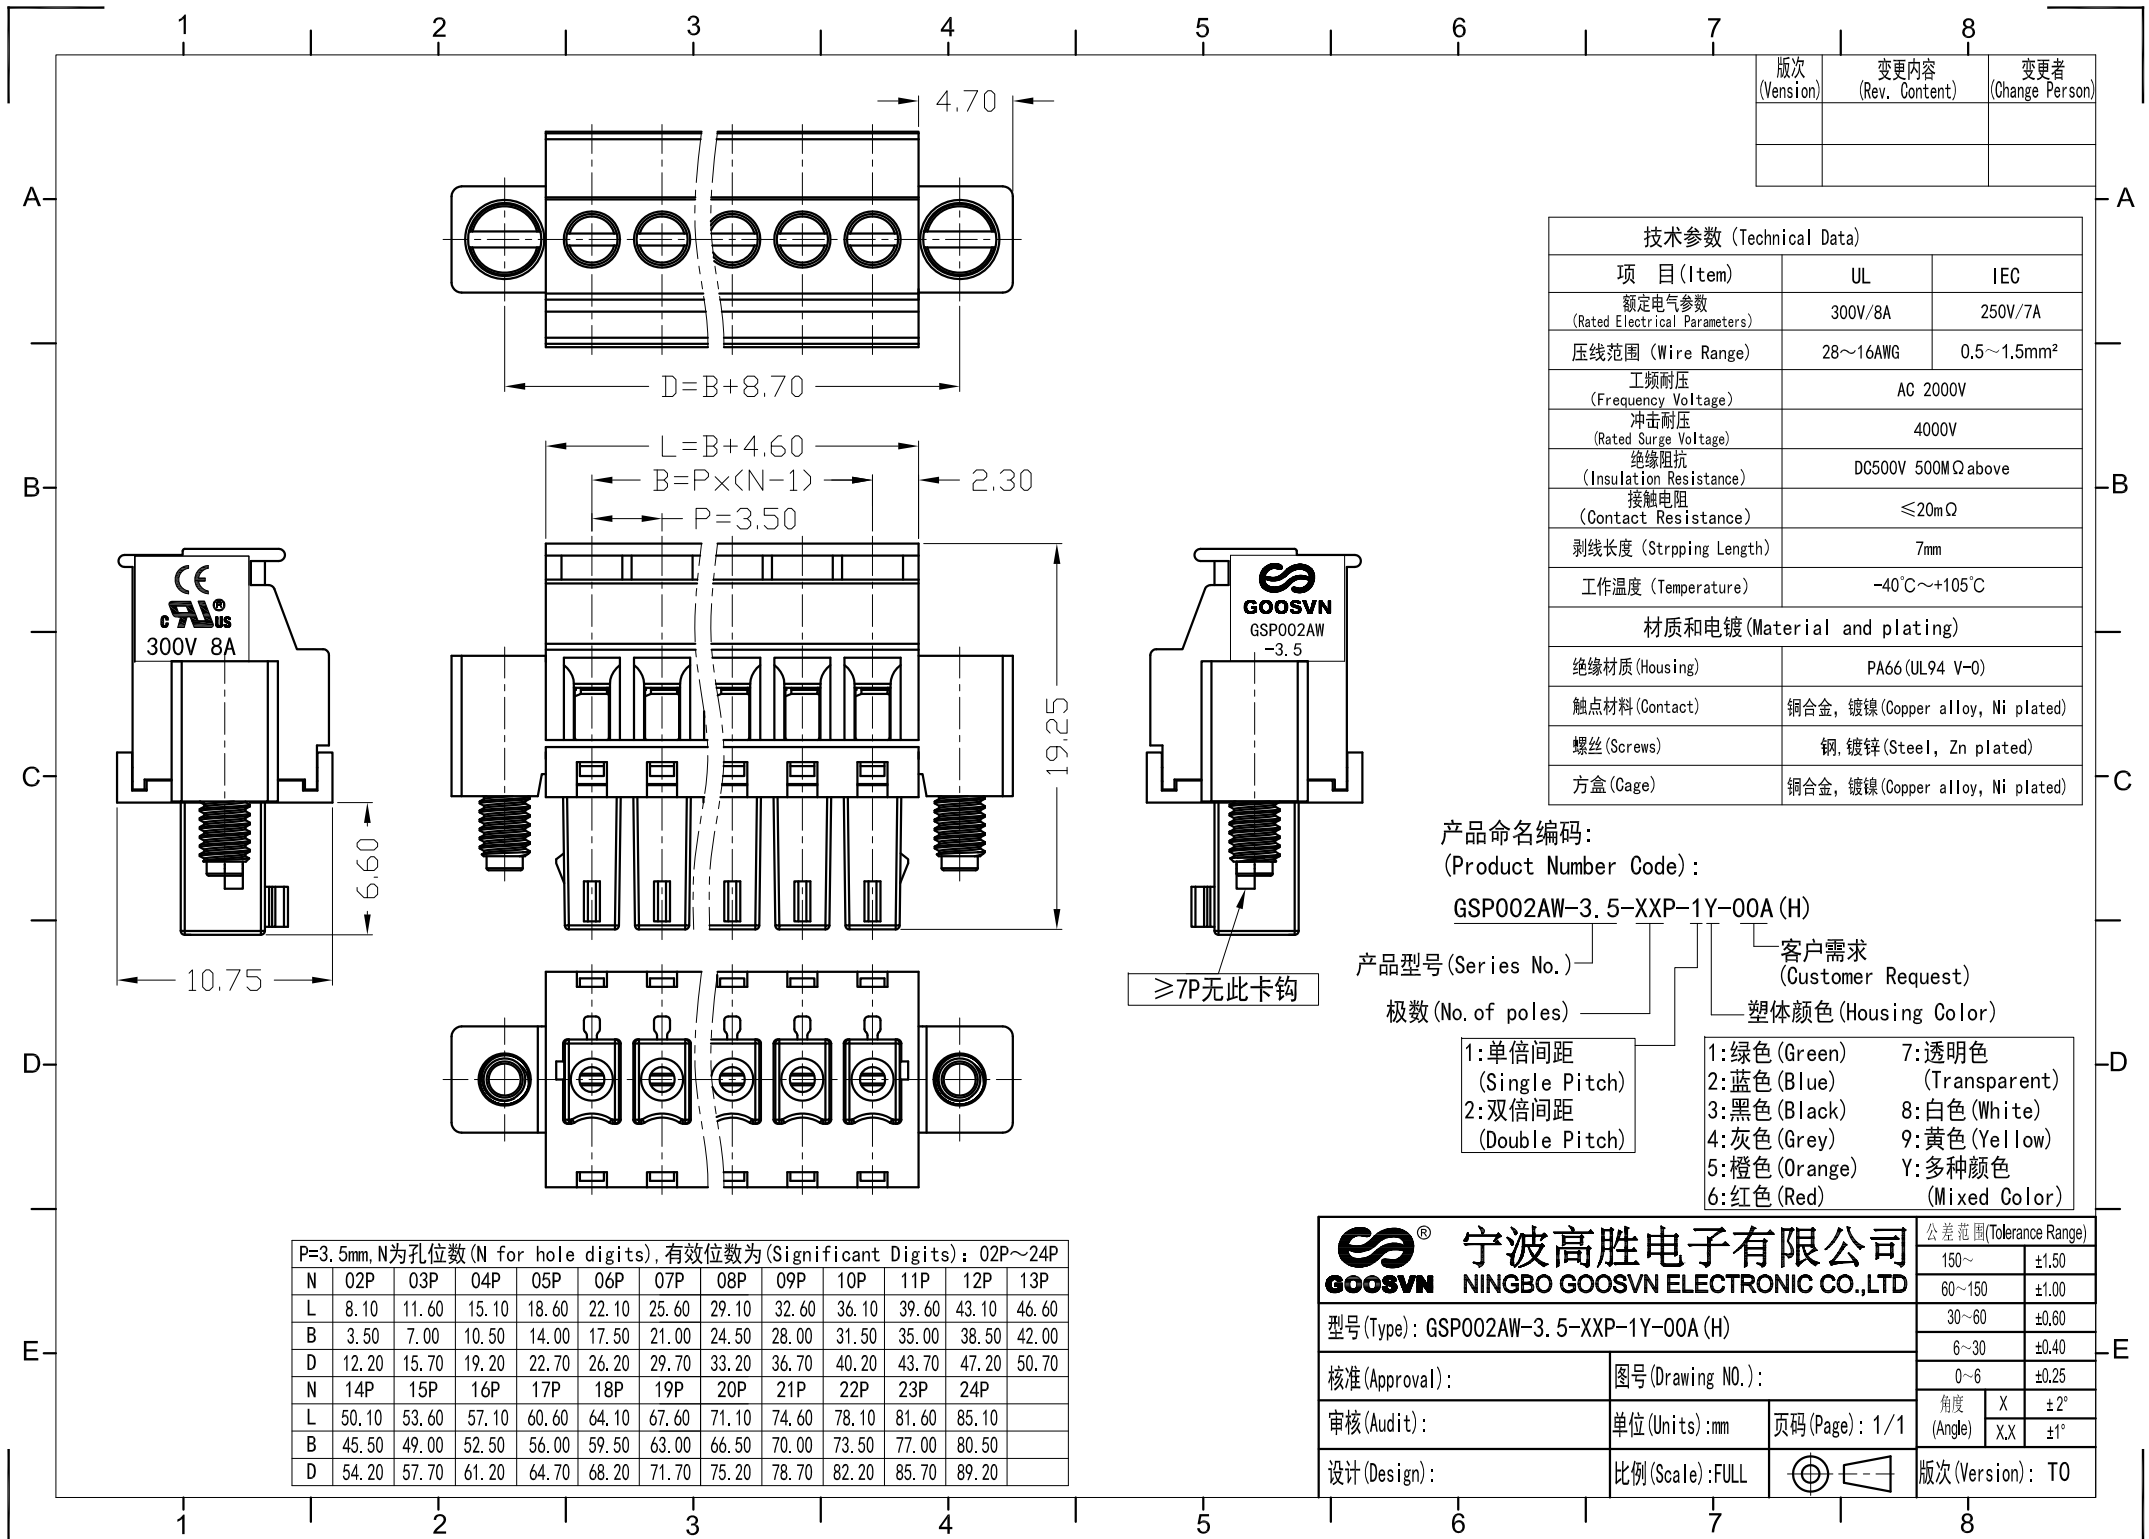 1 2 3 4 5 6 7 8
A
B
C
D
E
A
B
C
D
E
1 2 3 4 5 6 7 8
版次 变更内容 变更者
(Vension) (Rev. Content) (Change Person)
4.70
D=B+8.70
L=B+4.60
B=P×(N-1)
2.30
P=3.50
19.25
CE
c RU ® us
300V 8A
6.60
10.75
GOOSVN
GSP002AW
-3.5
≥7P无此卡钩
技术参数 (Technical Data)
项 目(Item) UL IEC
额定电气参数
(Rated Electrical Parameters) 300V/8A 250V/7A
压线范围 (Wire Range) 28～16AWG 0.5～1.5mm²
工频耐压
(Frequency Voltage) AC 2000V
冲击耐压
(Rated Surge Voltage) 4000V
绝缘阻抗
(Insulation Resistance) DC500V 500MΩabove
接触电阻
(Contact Resistance) ≤20mΩ
剥线长度 (Strpping Length) 7mm
工作温度 (Temperature) -40℃～+105℃
材质和电镀(Material and plating)
绝缘材质(Housing) PA66(UL94 V-0)
触点材料(Contact) 铜合金, 镀镍(Copper alloy, Ni plated)
螺丝(Screws) 钢,镀锌(Steel, Zn plated)
方盒(Cage) 铜合金, 镀镍(Copper alloy, Ni plated)
产品命名编码:
(Product Number Code):
GSP002AW-3.5-XXP-1Y-00A(H)
产品型号(Series No.)
客户需求
(Customer Request)
极数(No.of poles)
塑体颜色(Housing Color)
1:单倍间距
(Single Pitch)
2:双倍间距
(Double Pitch)
1:绿色(Green)
2:蓝色(Blue)
3:黑色(Black)
4:灰色(Grey)
5:橙色(Orange)
6:红色(Red)
7:透明色
(Transparent)
8:白色(White)
9:黄色(Yellow)
Y:多种颜色
(Mixed Color)
P=3.5mm,N为孔位数(N for hole digits),有效位数为(Significant Digits): 02P～24P
N 02P 03P 04P 05P 06P 07P 08P 09P 10P 11P 12P 13P
L 8.10 11.60 15.10 18.60 22.10 25.60 29.10 32.60 36.10 39.60 43.10 46.60
B 3.50 7.00 10.50 14.00 17.50 21.00 24.50 28.00 31.50 35.00 38.50 42.00
D 12.20 15.70 19.20 22.70 26.20 29.70 33.20 36.70 40.20 43.70 47.20 50.70
N 14P 15P 16P 17P 18P 19P 20P 21P 22P 23P 24P
L 50.10 53.60 57.10 60.60 64.10 67.60 71.10 74.60 78.10 81.60 85.10
B 45.50 49.00 52.50 56.00 59.50 63.00 66.50 70.00 73.50 77.00 80.50
D 54.20 57.70 61.20 64.70 68.20 71.70 75.20 78.70 82.20 85.70 89.20
GOOSVN ®
宁波高胜电子有限公司
NINGBO GOOSVN ELECTRONIC CO.,LTD
型号(Type): GSP002AW-3.5-XXP-1Y-00A(H)
核准(Approval): 图号(Drawing NO.):
审核(Audit): 单位(Units):mm 页码(Page): 1/1
设计(Design): 比例(Scale):FULL
公差范围(Tolerance Range)
150～ ±1.50
60～150 ±1.00
30～60 ±0.60
6～30 ±0.40
0～6 ±0.25
角度 X ±2°
(Angle) X.X ±1°
版次(Version): T0